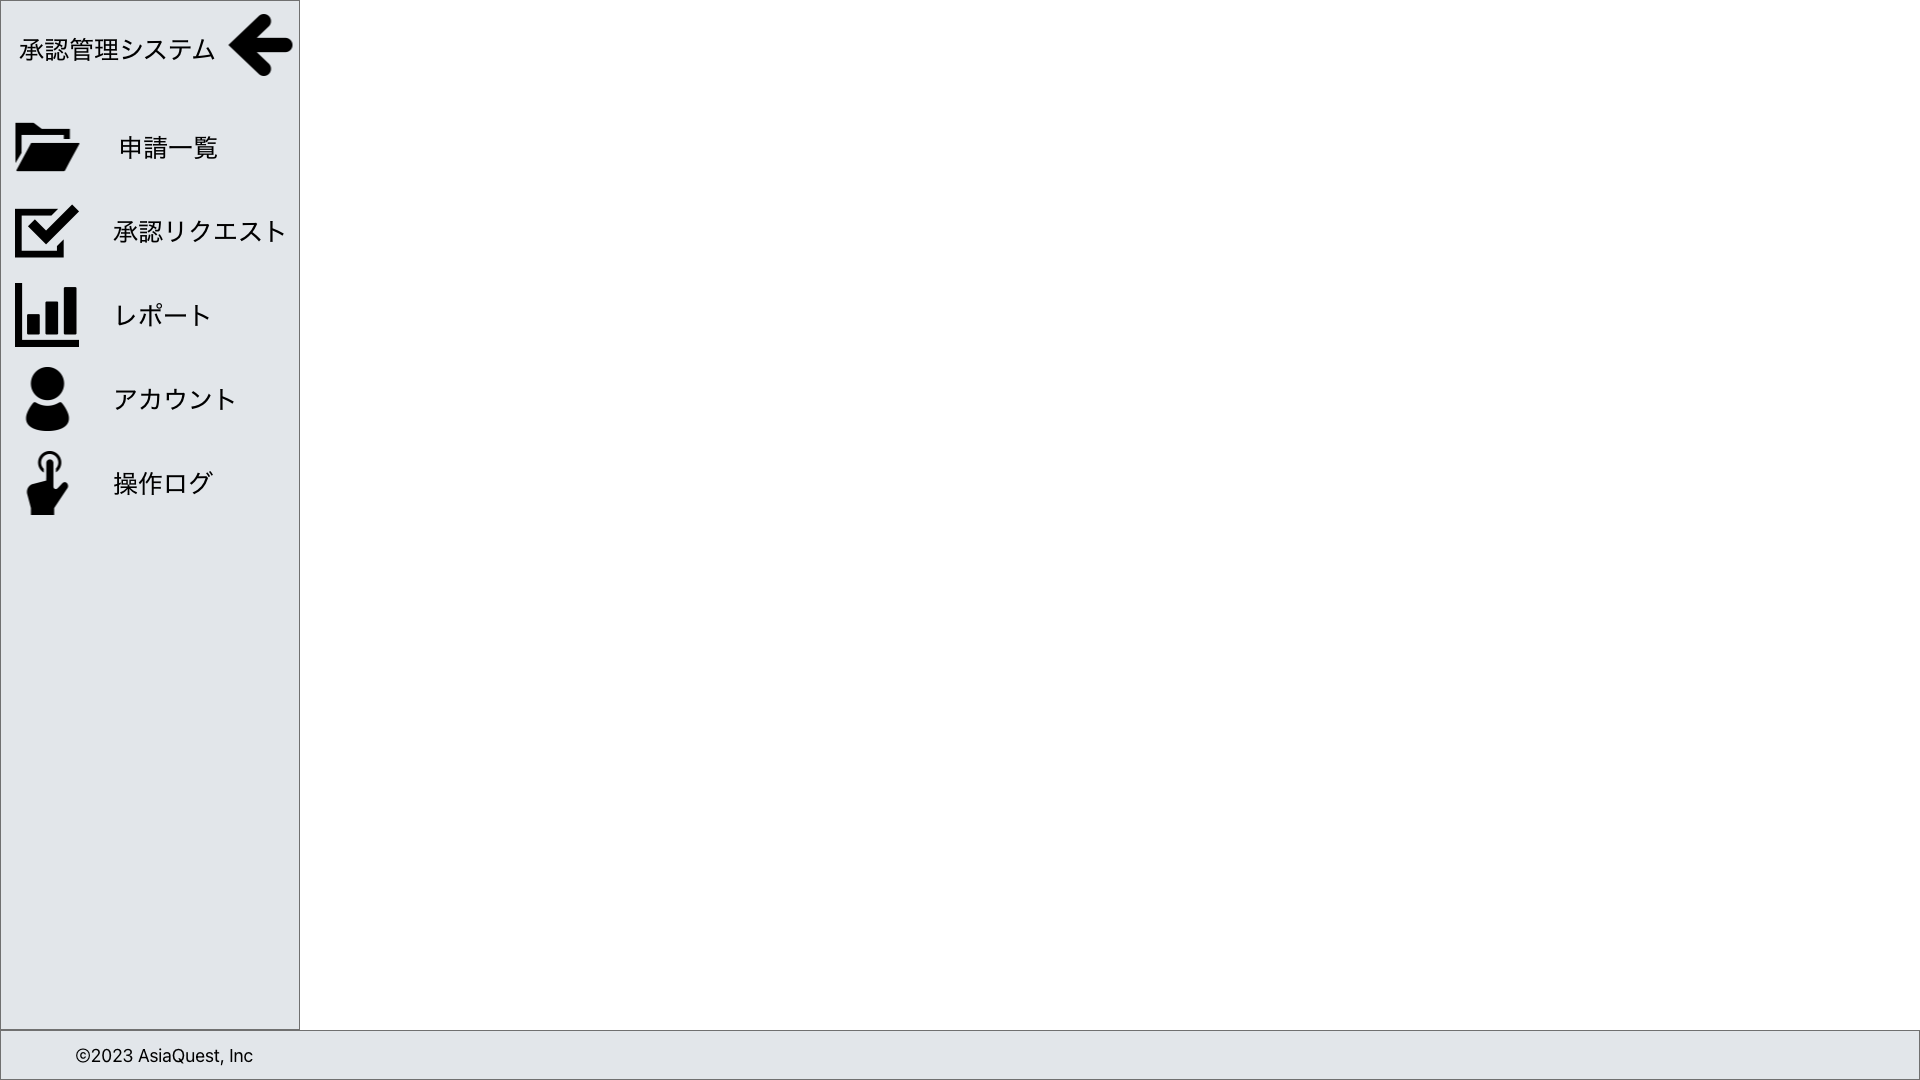 承認管理システム
申請一覧
承認リクエスト
レポート
アカウント
操作ログ
©2023 AsiaQuest, Inc